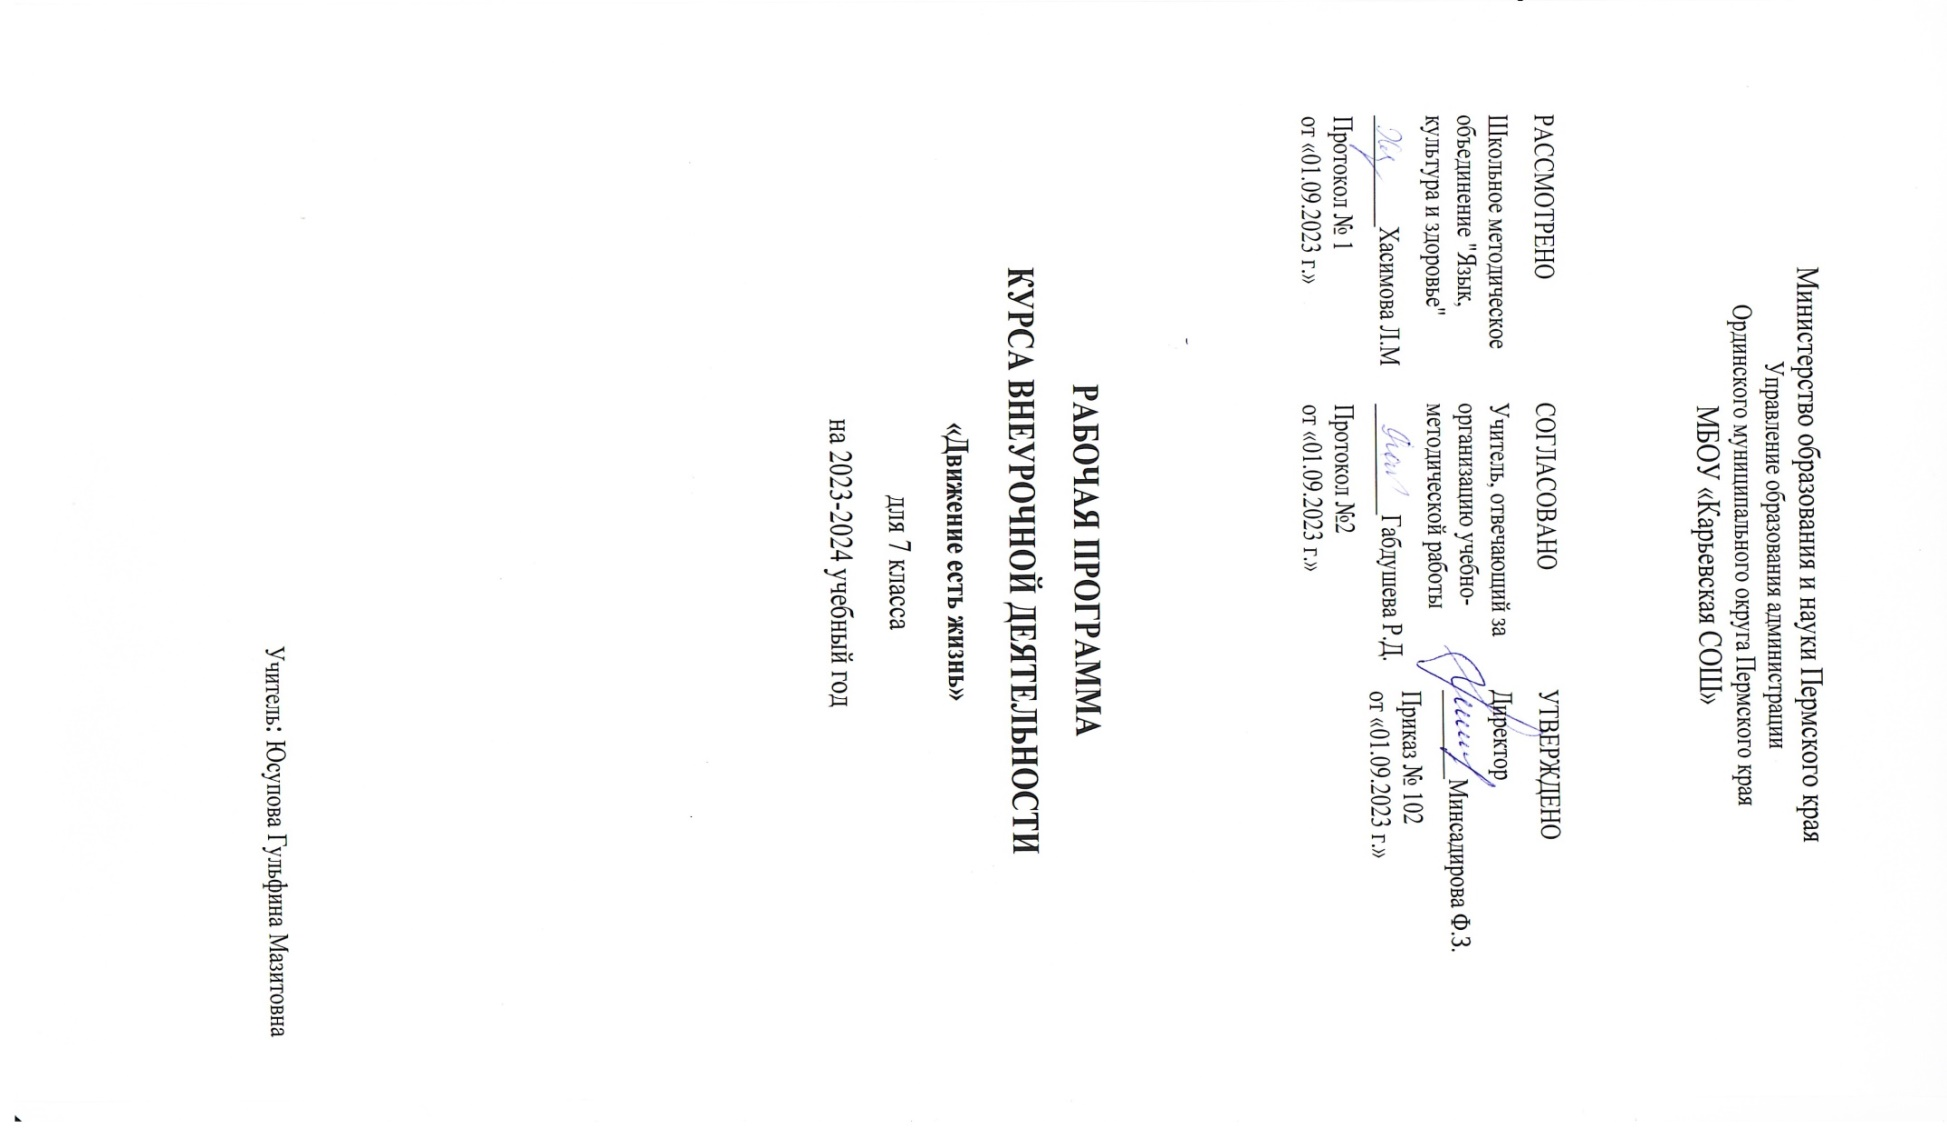 Министерство образования и науки Пермского края
Управление образования администрации
Ординского муниципального округа Пермского края
МБОУ «Карьевская СОШ»
РАССМОТРЕНО
Школьное методическое
объединение "Язык,
культура и здоровье"
Хасимова Л.М
Протокол № 1
от «01.09.2023 г.»
СОГЛАСОВАНО
Учитель, отвечающий за
организацию учебно-
методической работы
Габдушева Р.Д.
Протокол №2
от «01.09.2023 г.»
УТВЕРЖДЕНО
Директор
Минсадирова Ф.З.
Приказ № 102
от «01.09.2023 г.»
РАБОЧАЯ ПРОГРАММА
КУРСА ВНЕУРОЧНОЙ ДЕЯТЕЛЬНОСТИ
«Движение есть жизнь»
для 7 класса
на 2023-2024 учебный год
Учитель: Юсупова Гульфина Мазитовна